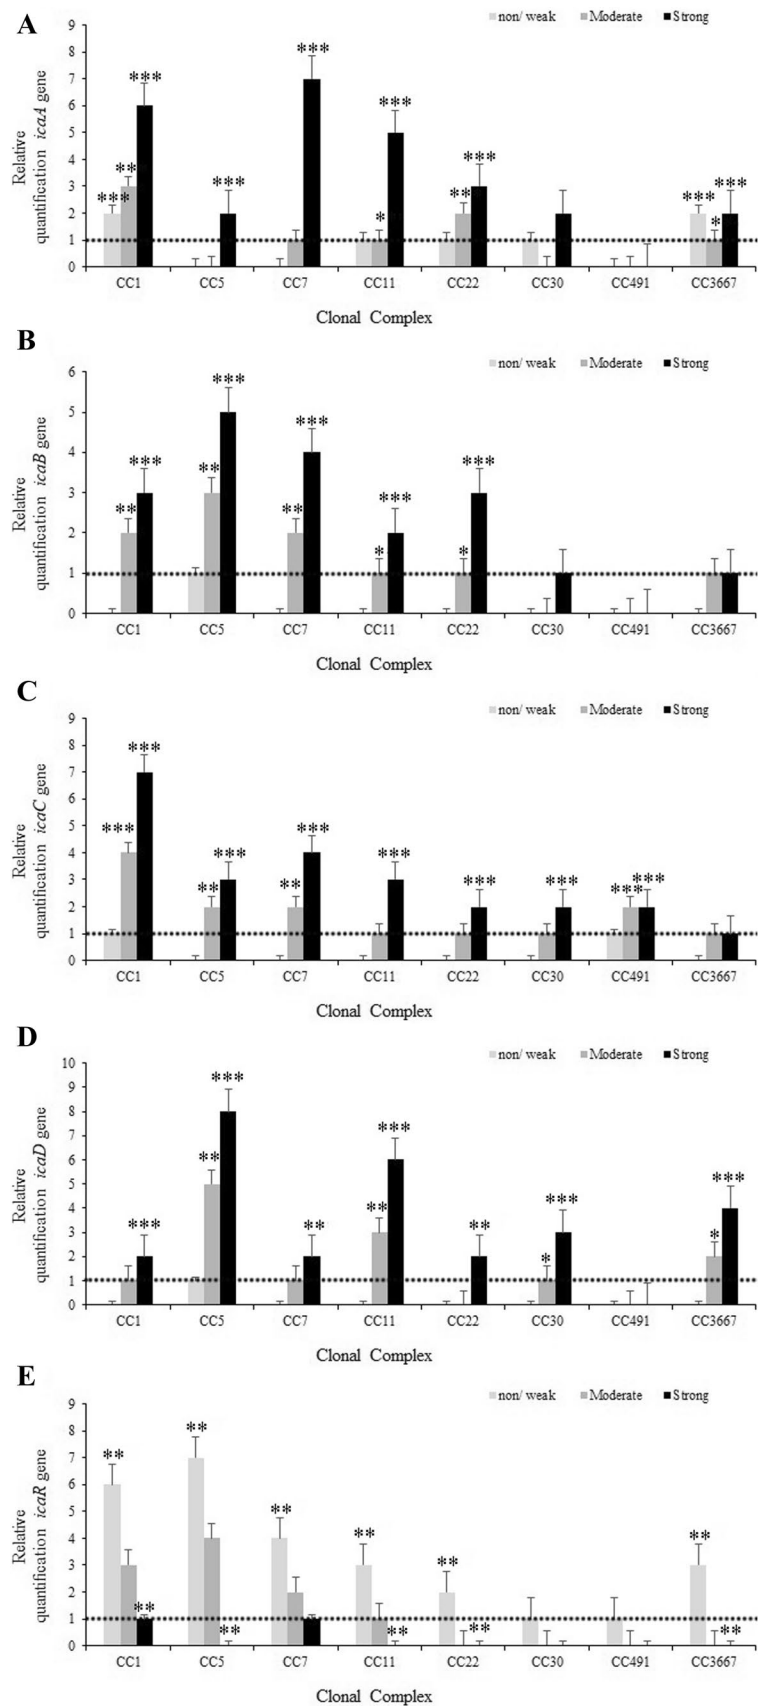 A
non/ weak Moderate Strong
Relative
quantification icaA gene
9
8
7
6
5
4
3
2
1
0
*** *** *** *** *** *** * ** *** *** * ***
CC1 CC5 CC7 CC11 CC22 CC30 CC491 CC3667
Clonal Complex
B
non/ weak Moderate Strong
Relative
quantification icaB gene
6
5
4
3
2
1
0
** *** ** *** ** *** * *** * ***
CC1 CC5 CC7 CC11 CC22 CC30 CC491 CC3667
Clonal Complex
C
non/ weak Moderate Strong
Relative
quantification icaC gene
9
8
7
6
5
4
3
2
1
0
*** *** ** *** ** *** *** *** *** *** ***
CC1 CC5 CC7 CC11 CC22 CC30 CC491 CC3667
Clonal Complex
D
non/ weak Moderate Strong
Relative
quantification icaD gene
10
9
8
7
6
5
4
3
2
1
0
*** ** *** ** ** *** ** * *** * ***
CC1 CC5 CC7 CC11 CC22 CC30 CC491 CC3667
Clonal Complex
E
non/ weak Moderate Strong
Relative
quantification icaR gene
9
8
7
6
5
4
3
2
1
0
** ** ** ** ** ** ** ** ** **
CC1 CC5 CC7 CC11 CC22 CC30 CC491 CC3667
Clonal Complex